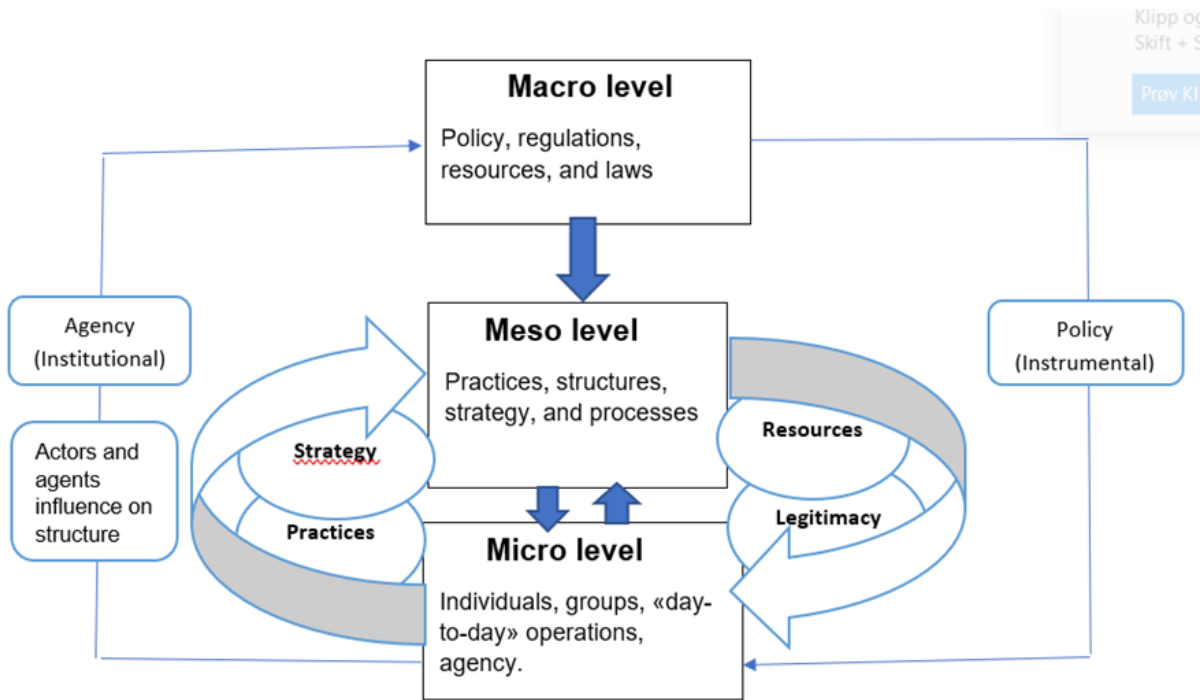 Klipp og
Skift + S
Prøv Kl
Macro level
Policy, regulations,
resources, and laws
Agency
(Institutional)
Policy
(Instrumental)
Meso level
Practices, structures,
strategy, and processes
Actors and
agents
influence on
structure
Strategy
Practices
Resources
Legitimacy
Micro level
Individuals, groups, «day-
to-day» operations,
agency.